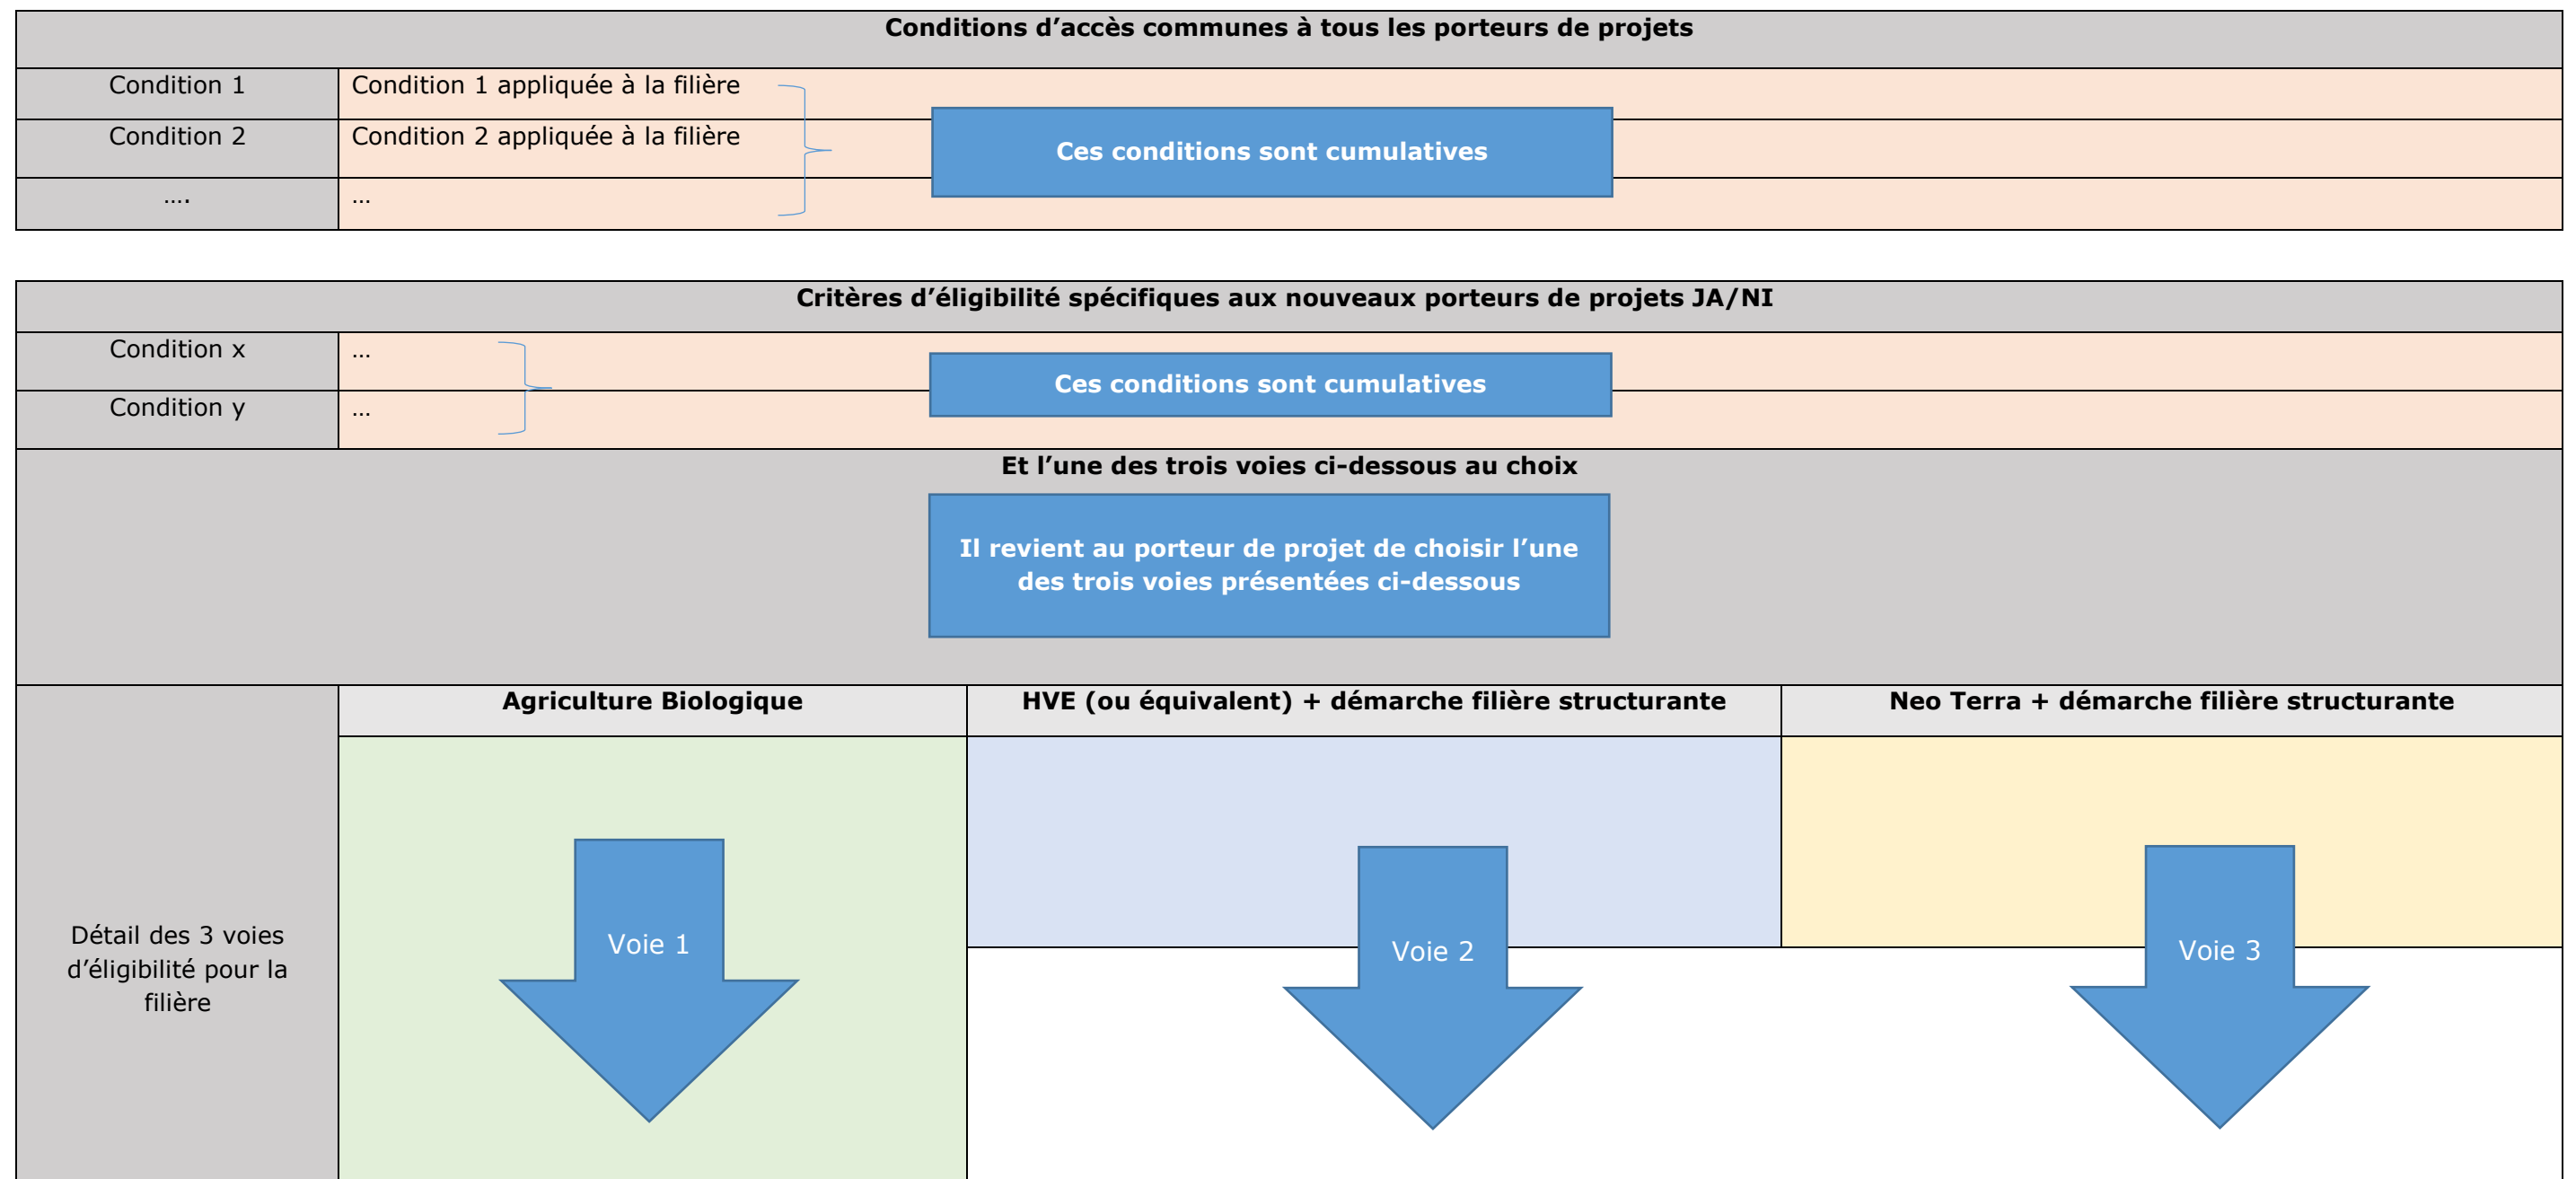 Conditions d’accès communes à tous les porteurs de projets
Condition 1
Condition 1 appliquée à la filière
Condition 2
Condition 2 appliquée à la filière
Ces conditions sont cumulatives
….
…
Critères d’éligibilité spécifiques aux nouveaux porteurs de projets JA/NI
Condition x
…
Ces conditions sont cumulatives
Condition y
…
Et l’une des trois voies ci-dessous au choix
Il revient au porteur de projet de choisir l’une
des trois voies présentées ci-dessous
Agriculture Biologique
HVE (ou équivalent) + démarche filière structurante
Neo Terra + démarche filière structurante
Détail des 3 voies
d’éligibilité pour la
filière
Voie 1
Voie 2
Voie 3